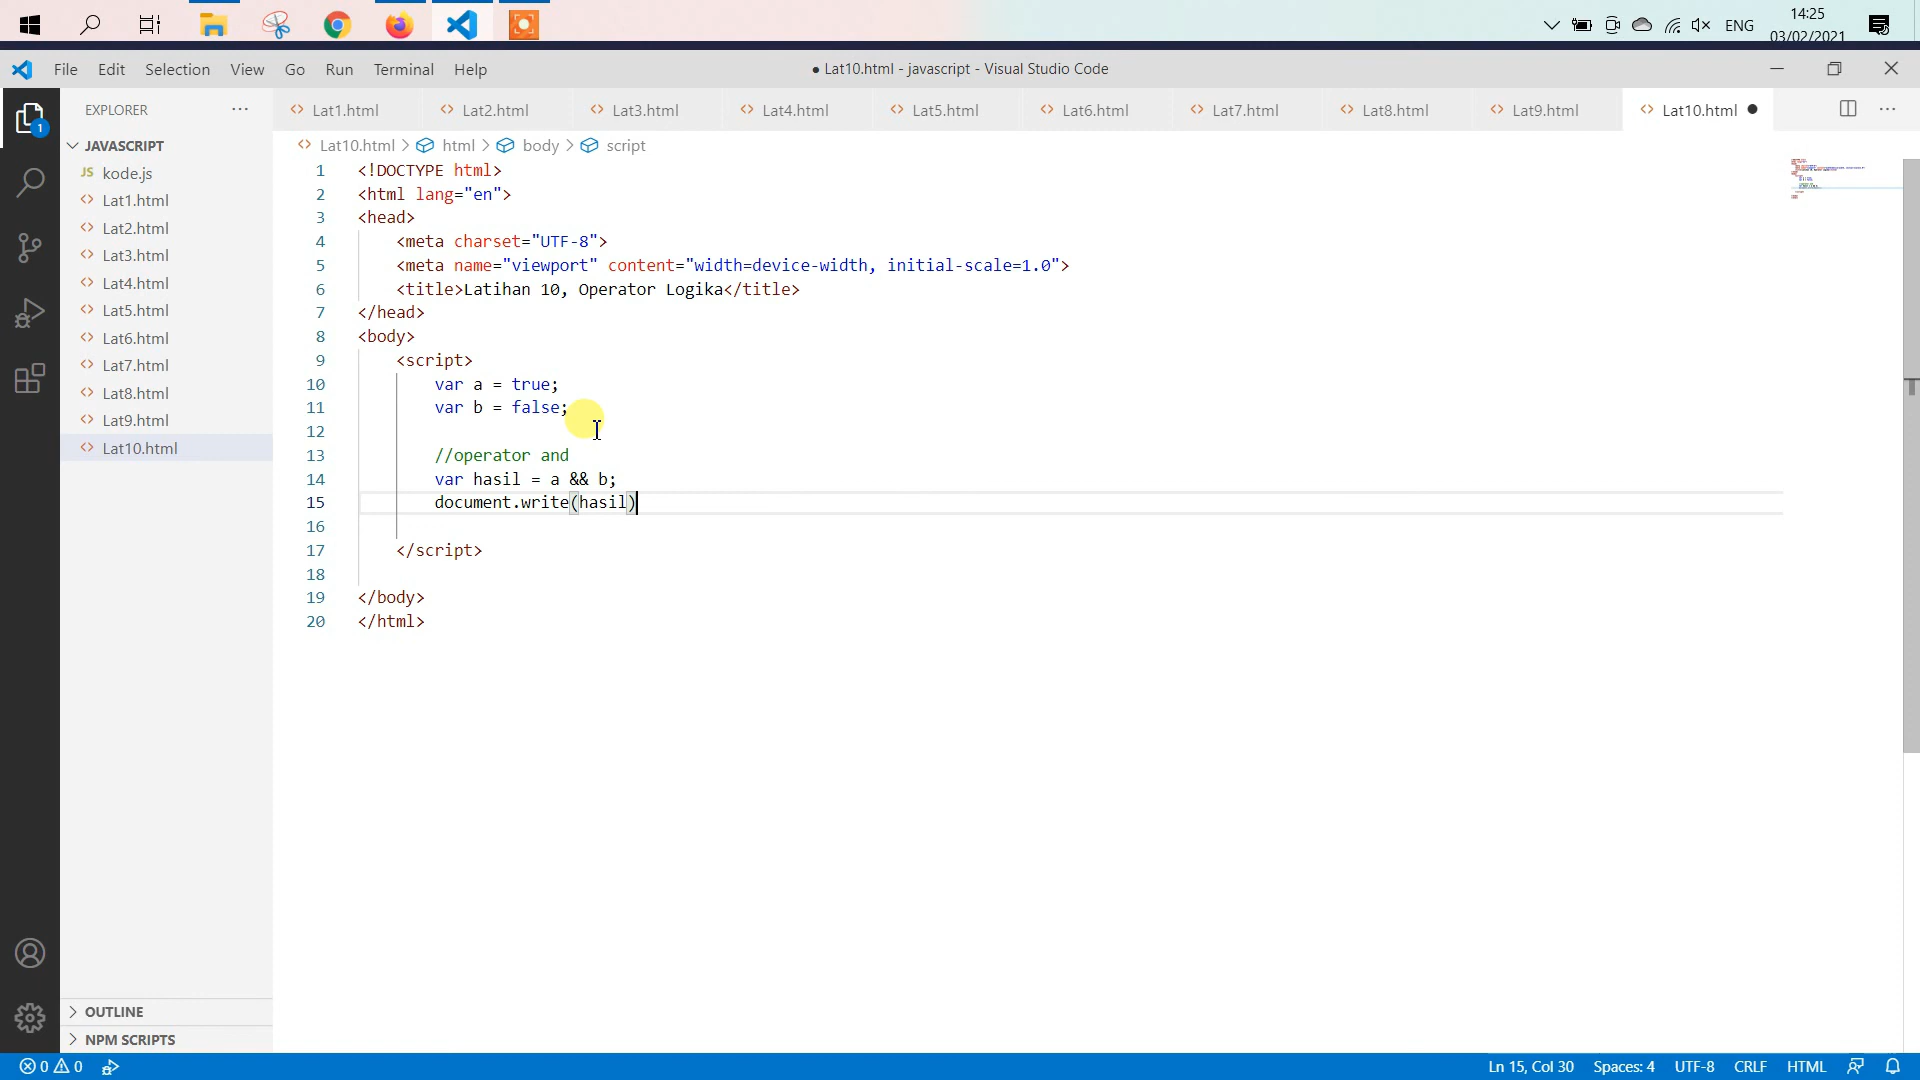 ENG
14:25
03/02/2021
File Edit Selection View Go Run Terminal Help
● Lat10.html - javascript - Visual Studio Code
EXPLORER ...
Lat1.html Lat2.html Lat3.html Lat4.html Lat5.html Lat6.html Lat7.html Lat8.html Lat9.html Lat10.html ●
JAVASCRIPT
JS kode.js
Lat1.html
Lat2.html
Lat3.html
Lat4.html
Lat5.html
Lat6.html
Lat7.html
Lat8.html
Lat9.html
Lat10.html
OUTLINE
NPM SCRIPTS
1
Lat10.html > html > body > script
1 <!DOCTYPE html>
2 <html lang="en">
3 <head>
4 <meta charset="UTF-8">
5 <meta name="viewport" content="width=device-width, initial-scale=1.0">
6 <title>Latihan 10, Operator Logika</title>
7 </head>
8 <body>
9 <script>
10 var a = true;
11 var b = false;
12
13 //operator and
14 var hasil = a && b;
15 document.write(hasil)
16
17 </script>
18
19 </body>
20 </html>
0 0
Ln 15, Col 30 Spaces: 4 UTF-8 CRLF HTML